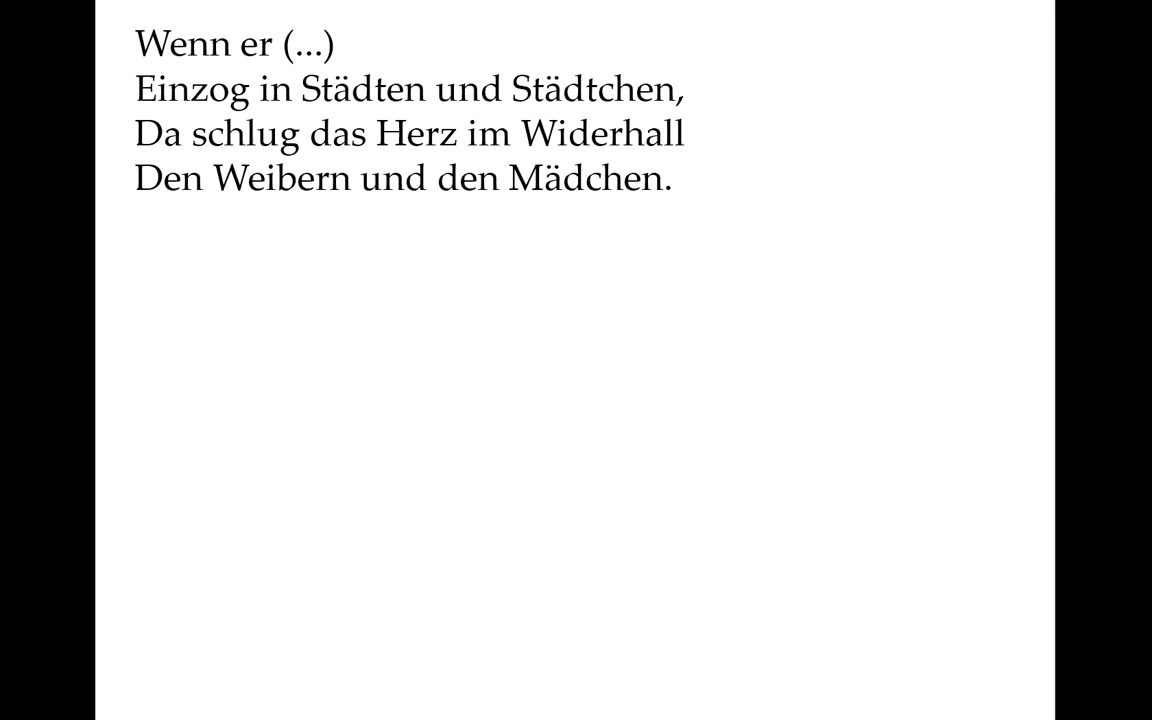 Wenn er (...)
Einzog in Städten und Städtchen,
Da schlug das Herz im Widerhall
Den Weibern und den Mädchen.